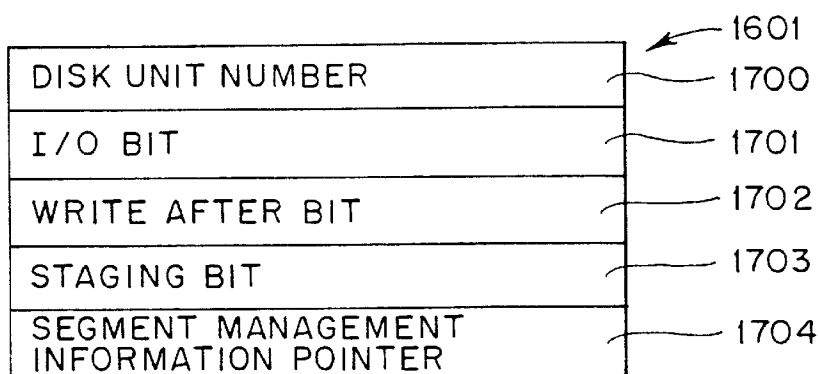 1601
DISK UNIT NUMBER 1700
I/O BIT 1701
WRITE AFTER BIT 1702
STAGING BIT 1703
SEGMENT MANAGEMENT
INFORMATION POINTER 1704